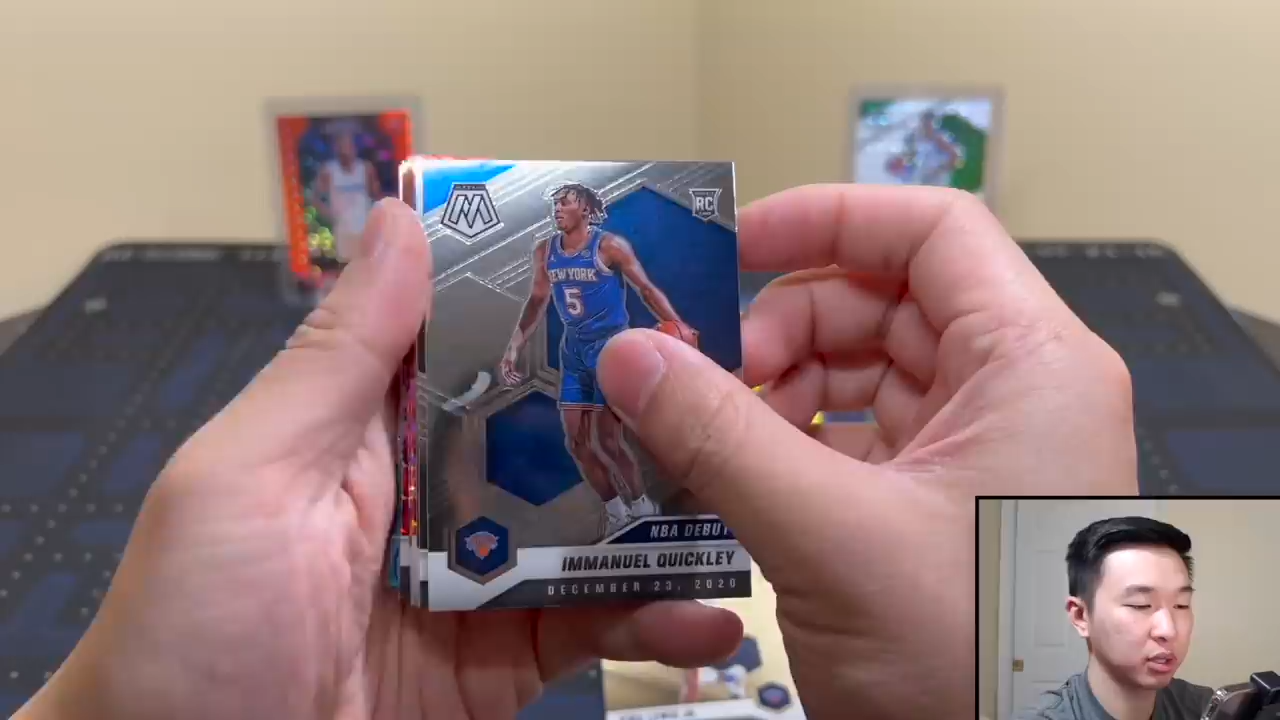 M
RC
NEW YORK
5
NBA DEBUT
IMMANUEL QUICKLEY
DECEMBER 23, 2020